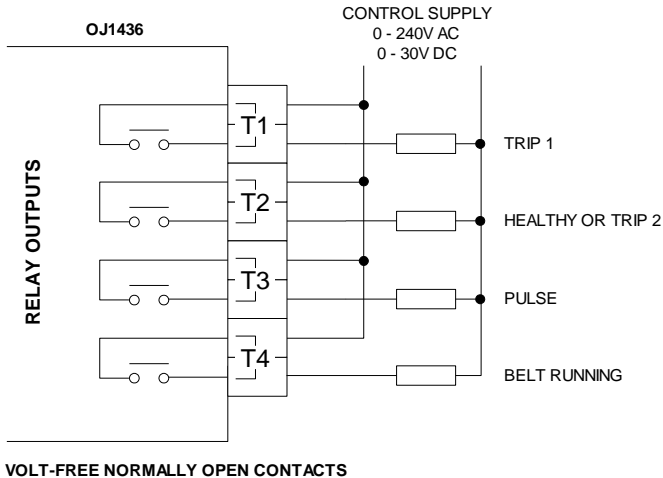 CONTROL SUPPLY
0 - 240V AC
0 - 30V DC
OJ1436
RELAY OUTPUTS
T1
TRIP 1
T2
HEALTHY OR TRIP 2
T3
PULSE
T4
BELT RUNNING
VOLT-FREE NORMALLY OPEN CONTACTS